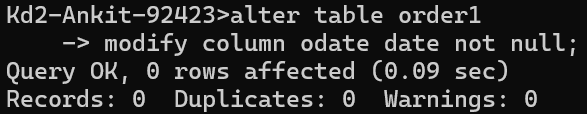 Kd2-Ankit-92423>alter table order1
    -> modify column odate date not null;
Query OK, 0 rows affected (0.09 sec)
Records: 0  Duplicates: 0  Warnings: 0